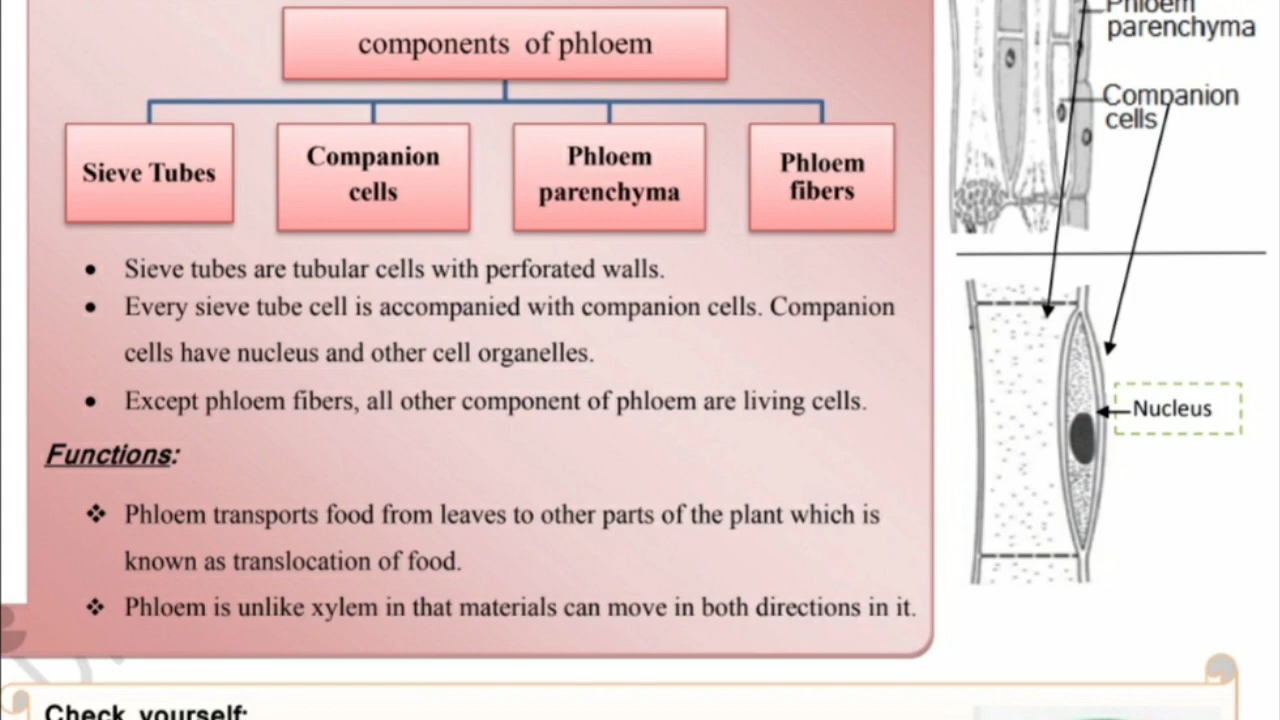 components of phloem
Sieve Tubes
Companion
cells
Phloem
parenchyma
Phloem
fibers
• Sieve tubes are tubular cells with perforated walls.
• Every sieve tube cell is accompanied with companion cells. Companion
cells have nucleus and other cell organelles.
• Except phloem fibers, all other component of phloem are living cells.
Functions:
❖ Phloem transports food from leaves to other parts of the plant which is
known as translocation of food.
❖ Phloem is unlike xylem in that materials can move in both directions in it.
Phloem
parenchyma
Companion
cells
Nucleus
Check yourself: